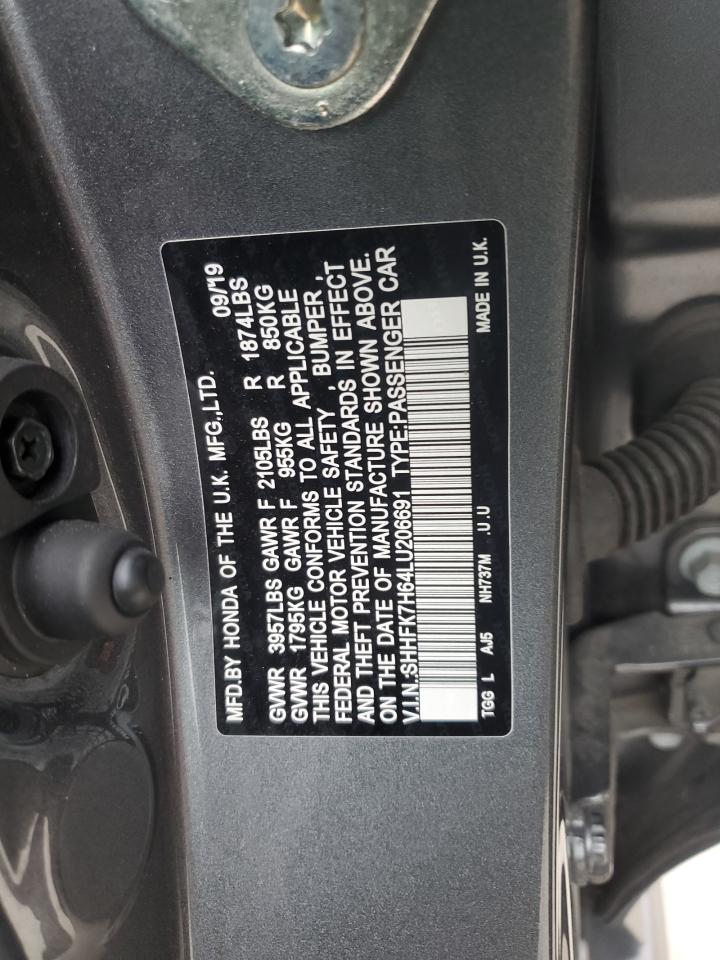 MFD.BY HONDA OF THE U.K. MFG.,LTD. 09/19
GVWR 3957LBS GAWR F 2105LBS R 1874LBS
GVWR 1795KG GAWR F 955KG R 850KG
THIS VEHICLE CONFORMS TO ALL APPLICABLE
FEDERAL MOTOR VEHICLE SAFETY , BUMPER ,
AND THEFT PREVENTION STANDARDS IN EFFECT
ON THE DATE OF MANUFACTURE SHOWN ABOVE.
V.I.N.:SHHFK7H64LU206691 TYPE:PASSENGER CAR
TGG L AJ5 NH737M .U.U MADE IN U.K.